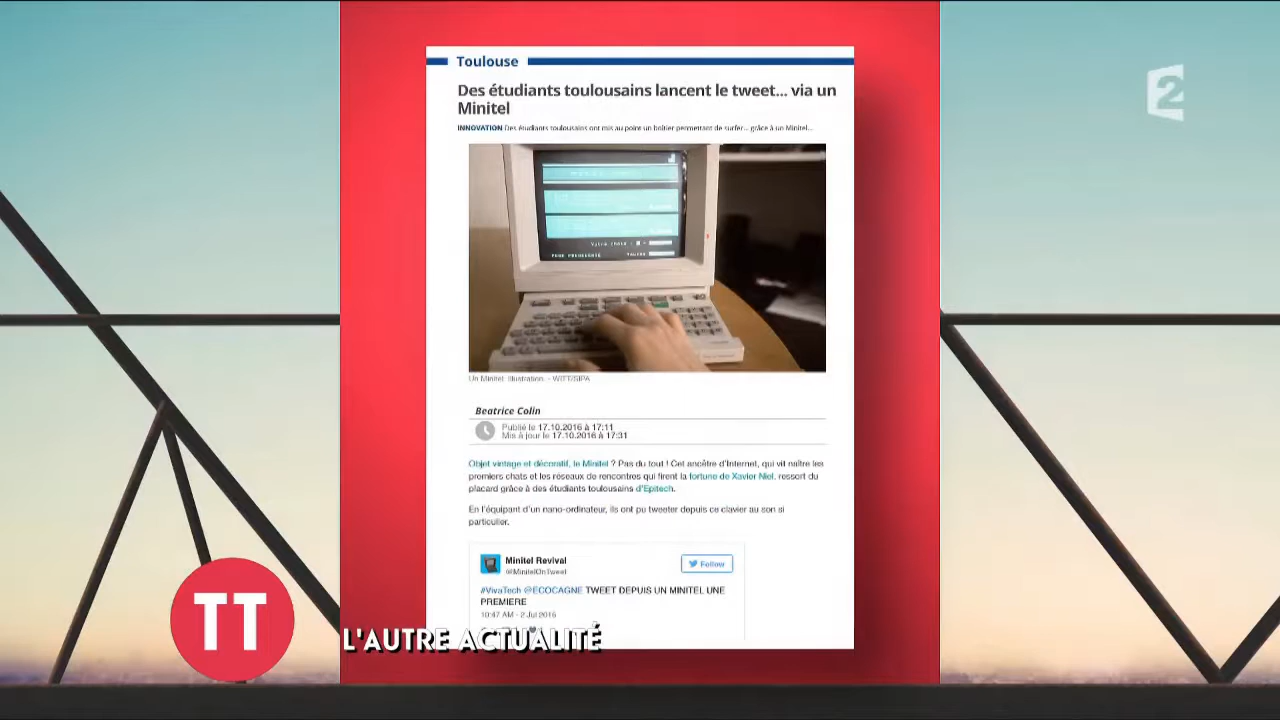 2
Toulouse
Des étudiants toulousains lancent le tweet... via un
Minitel
INNOVATION Des étudiants toulousains ont mis au point un boîtier permettant de surfer... grâce à un Minitel...
Un Minitel. Illustration. - WITT/SIPA
Beatrice Colin
Publié le 17.10.2016 à 17:11
Mis à jour le 17.10.2016 à 17:31
Objet vintage et décoratif, le Minitel ? Pas du tout ! Cet ancêtre d'Internet, qui vit naître les
premiers chats et les réseaux de rencontres qui firent la fortune de Xavier Niel, ressort du
placard grâce à des étudiants toulousains d'Epitech.
En l'équipant d'un nano-ordinateur, ils ont pu tweeter depuis ce clavier au son si
particulier.
Minitel Revival
@MinitelOnTweet
Follow
#VivaTech @ECOCAGNE TWEET DEPUIS UN MINITEL UNE
PREMIERE
10:47 AM - 2 Jul 2016
TT
L'AUTRE ACTUALITÉ